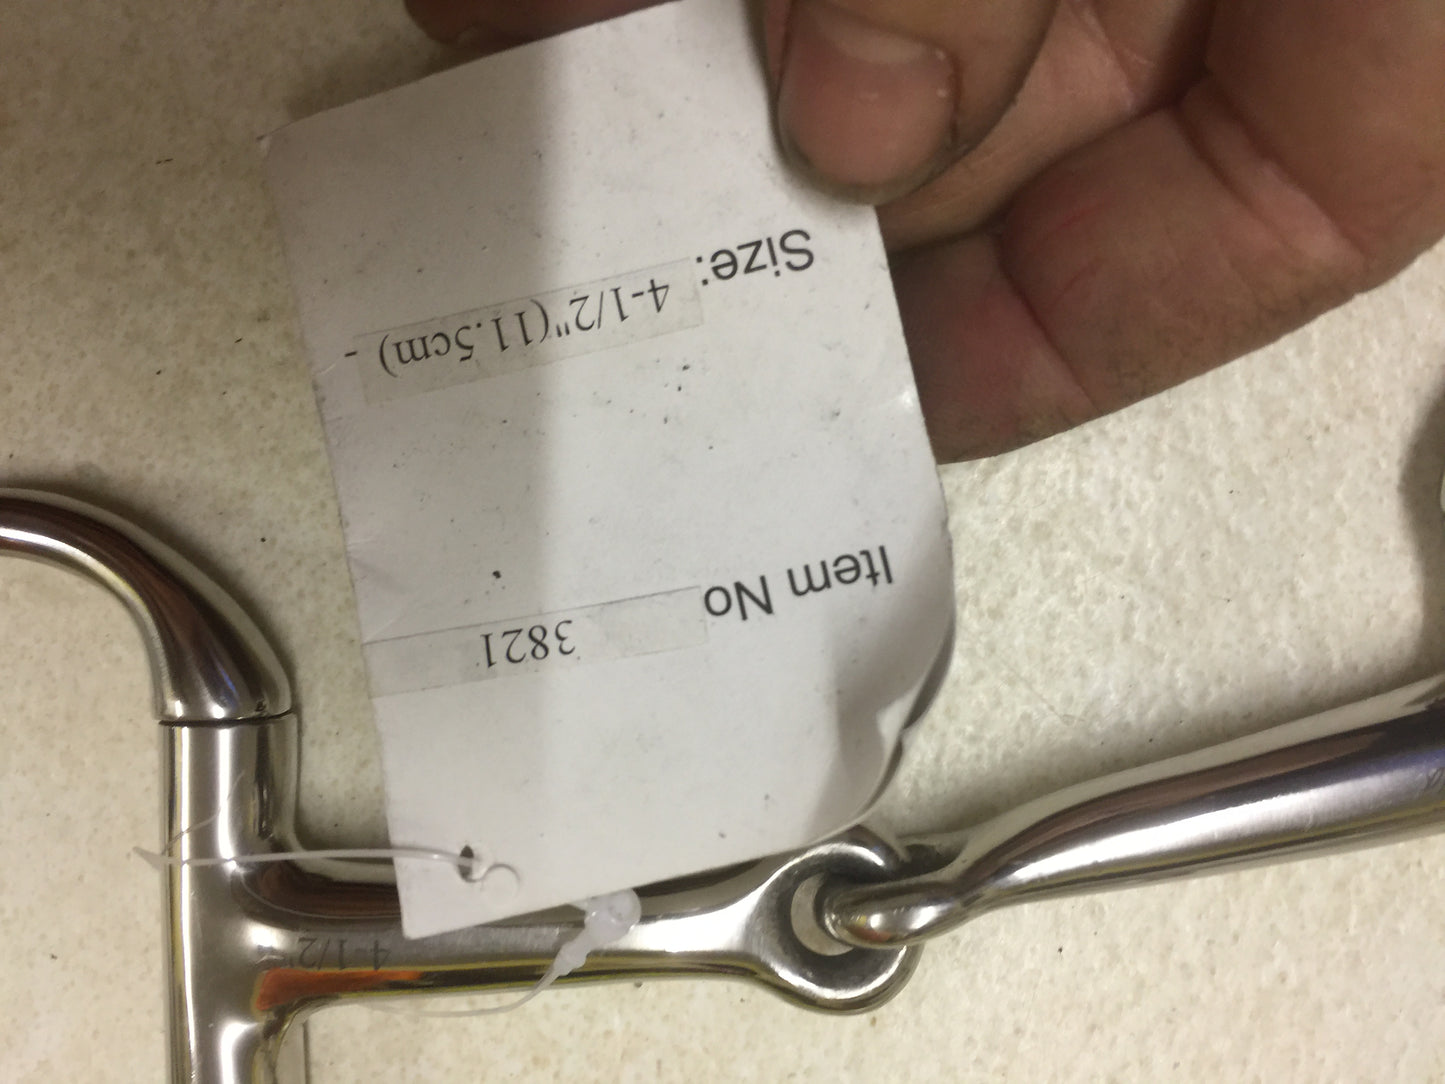 Size: 4-1/2"(11.5cm) -
Item No 3821
4-1/2"